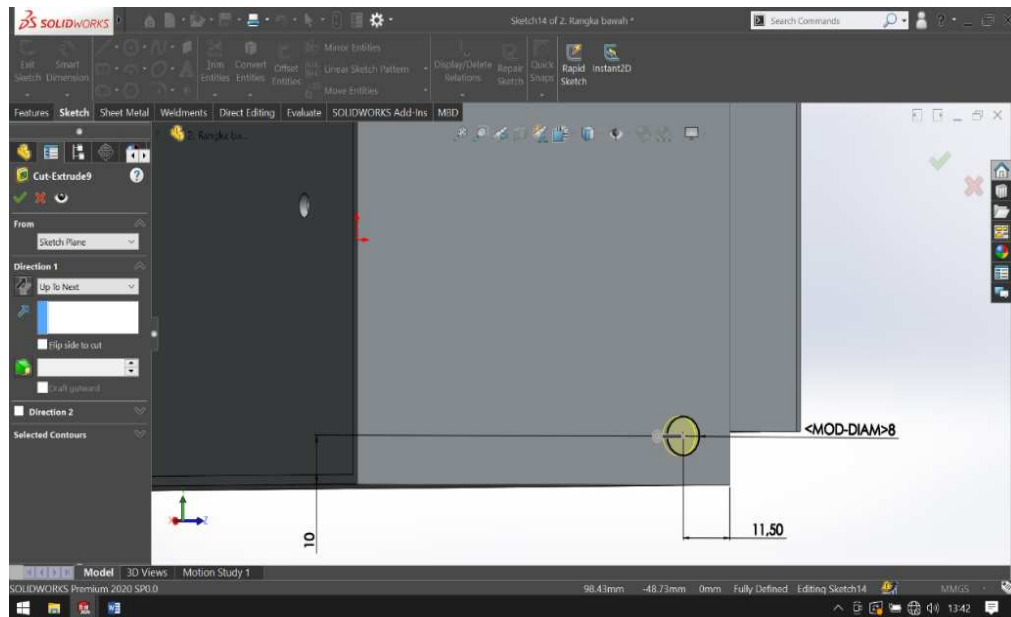 SOLIDWORKS
Sketch14 of 2. Rangka bawah *
Search Commands
Exit Sketch
Smart Dimension
Trim Entities
Convert Entities
Offset Entities
Mirror Entities
Linear Sketch Pattern
Move Entities
Display/Delete Relations
Repair Sketch
Quick Snaps
Rapid Sketch
Instant2D
Features Sketch Sheet Metal Weldments Direct Editing Evaluate SOLIDWORKS Add-Ins MBD
2. Rangka ba...
Cut-Extrude9
From
Sketch Plane
Direction 1
Up To Next
Flip side to cut
Draft outward
Direction 2
Selected Contours
<MOD-DIAM>8
10
11,50
Model 3D Views Motion Study 1
SOLIDWORKS Premium 2020 SP0.0
98.43mm -48.73mm 0mm Fully Defined Editing Sketch14 MMGS
13:42